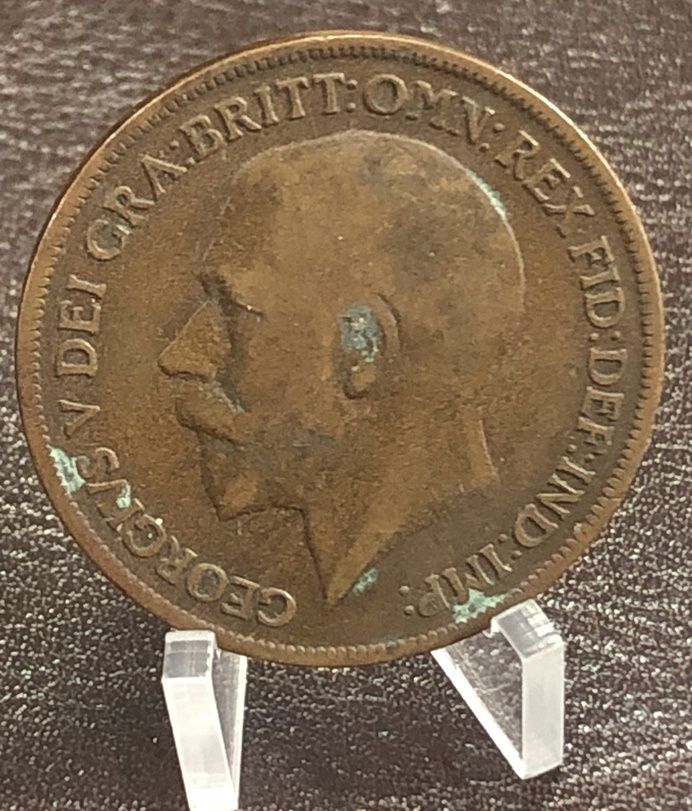 GEORGIVS V DEI GRA:BRITT:OMN:REX FID:DEF:IND:IMP: